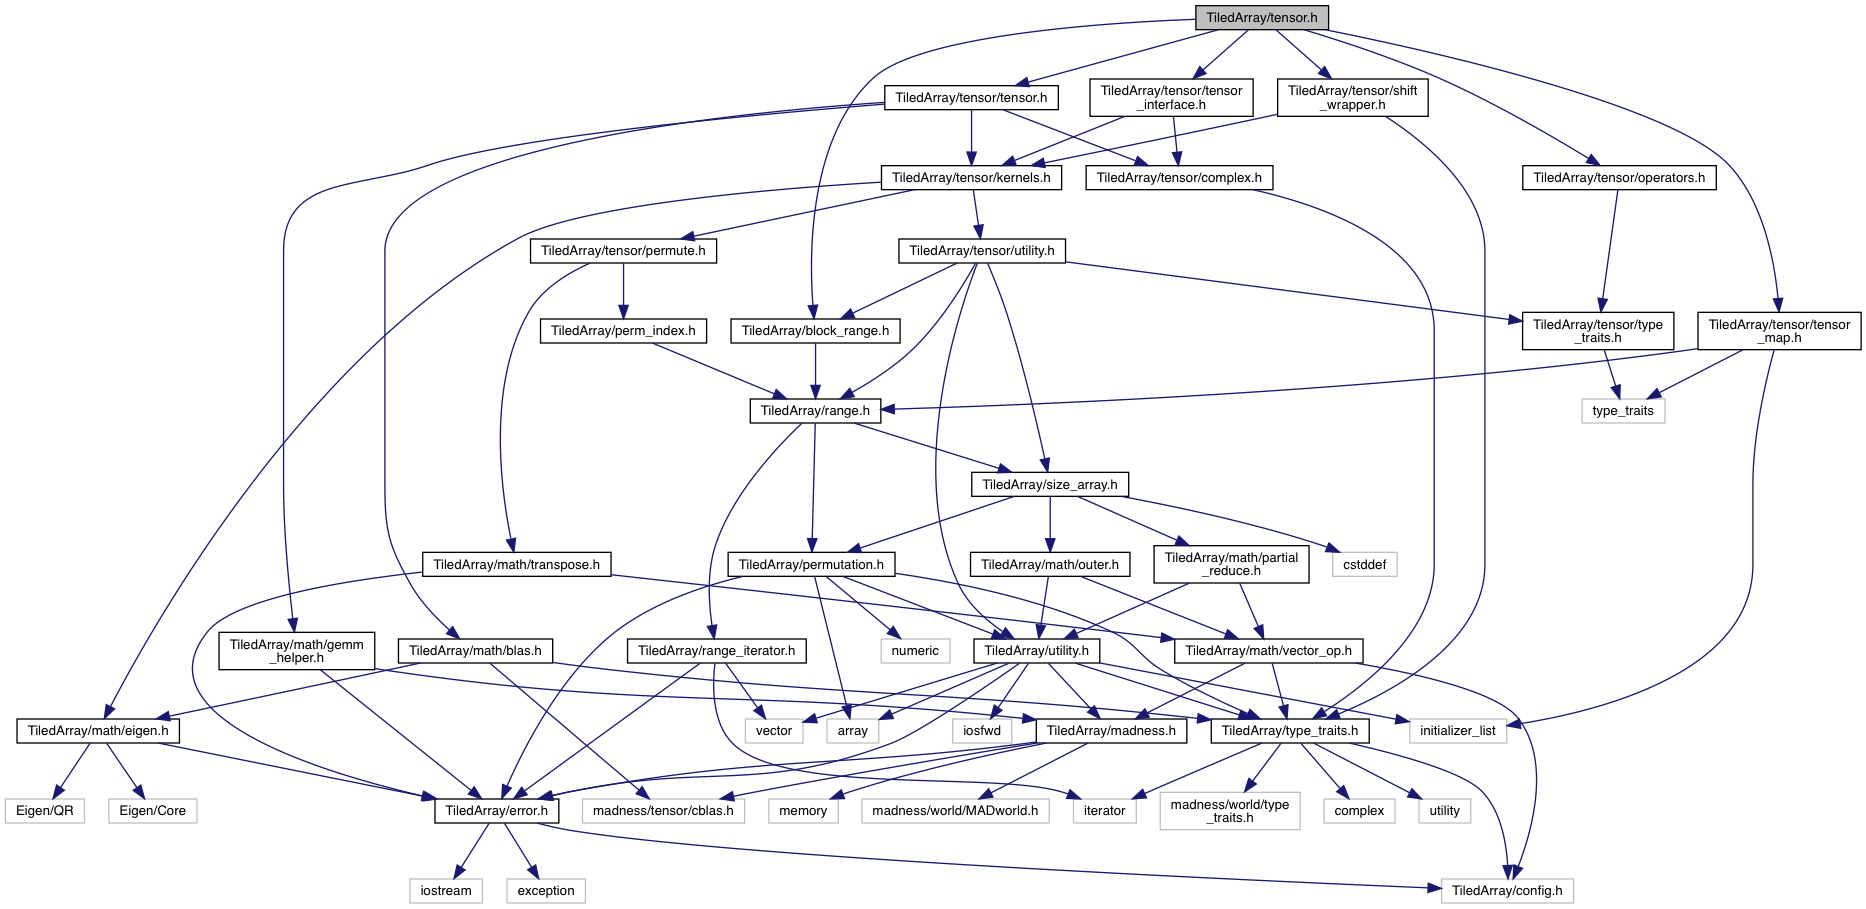 TiledArray/tensor.h
TiledArray/tensor/tensor.h
TiledArray/tensor/tensor
_interface.h
TiledArray/tensor/shift
_wrapper.h
TiledArray/tensor/kernels.h
TiledArray/tensor/complex.h
TiledArray/tensor/operators.h
TiledArray/tensor/permute.h
TiledArray/tensor/utility.h
TiledArray/perm_index.h
TiledArray/block_range.h
TiledArray/tensor/type
_traits.h
TiledArray/tensor/tensor
_map.h
TiledArray/range.h
type_traits
TiledArray/size_array.h
TiledArray/math/transpose.h
TiledArray/permutation.h
TiledArray/math/outer.h
TiledArray/math/partial
_reduce.h
cstddef
TiledArray/math/gemm
_helper.h
TiledArray/math/blas.h
TiledArray/range_iterator.h
numeric
TiledArray/utility.h
TiledArray/math/vector_op.h
TiledArray/math/eigen.h
vector
array
iosfwd
TiledArray/madness.h
TiledArray/type_traits.h
initializer_list
Eigen/QR
Eigen/Core
TiledArray/error.h
madness/tensor/cblas.h
memory
madness/world/MADworld.h
iterator
madness/world/type
_traits.h
complex
utility
iostream
exception
TiledArray/config.h